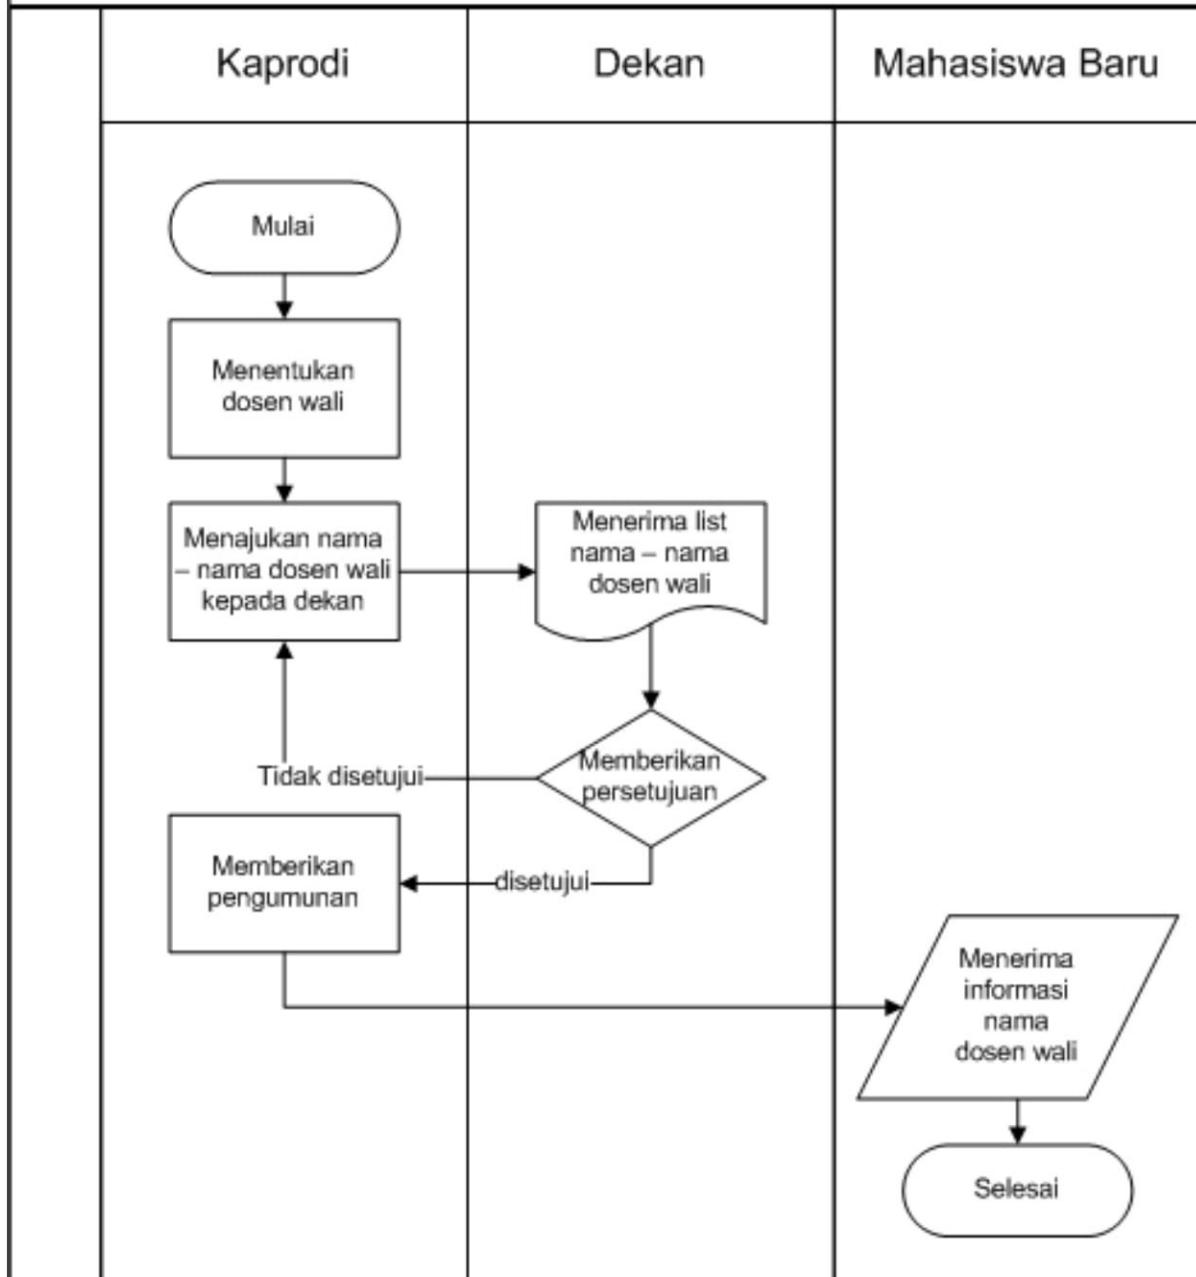 Kaprodi
Dekan
Mahasiswa Baru
Mulai
Menentukan
dosen wali
Menajukan nama
– nama dosen wali
kepada dekan
Menerima list
nama – nama
dosen wali
Memberikan
persetujuan
Tidak disetujui
disetujui
Memberikan
pengumunan
Menerima
informasi
nama
dosen wali
Selesai